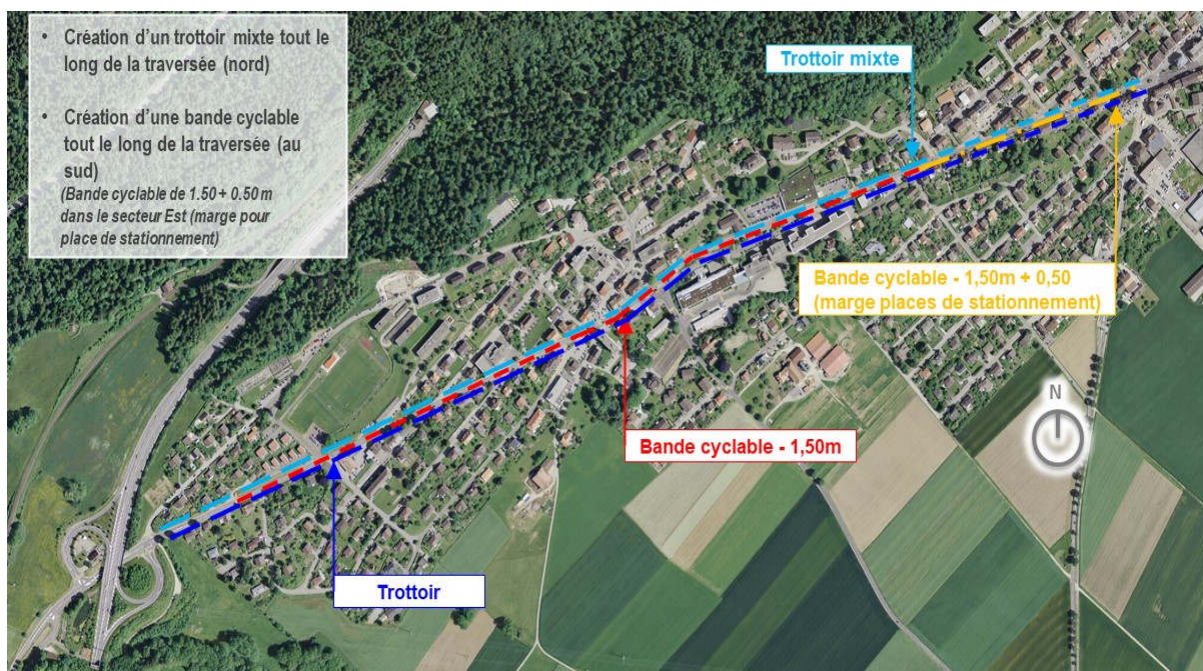 • Création d'un trottoir mixte tout le
long de la traversée (nord)
• Création d'une bande cyclable
tout le long de la traversée (au
sud)
(Bande cyclable de 1.50 + 0.50 m
dans le secteur Est (marge pour
place de stationnement)
Trottoir mixte
Bande cyclable - 1,50m + 0,50
(marge places de stationnement)
N
Bande cyclable - 1,50m
Trottoir